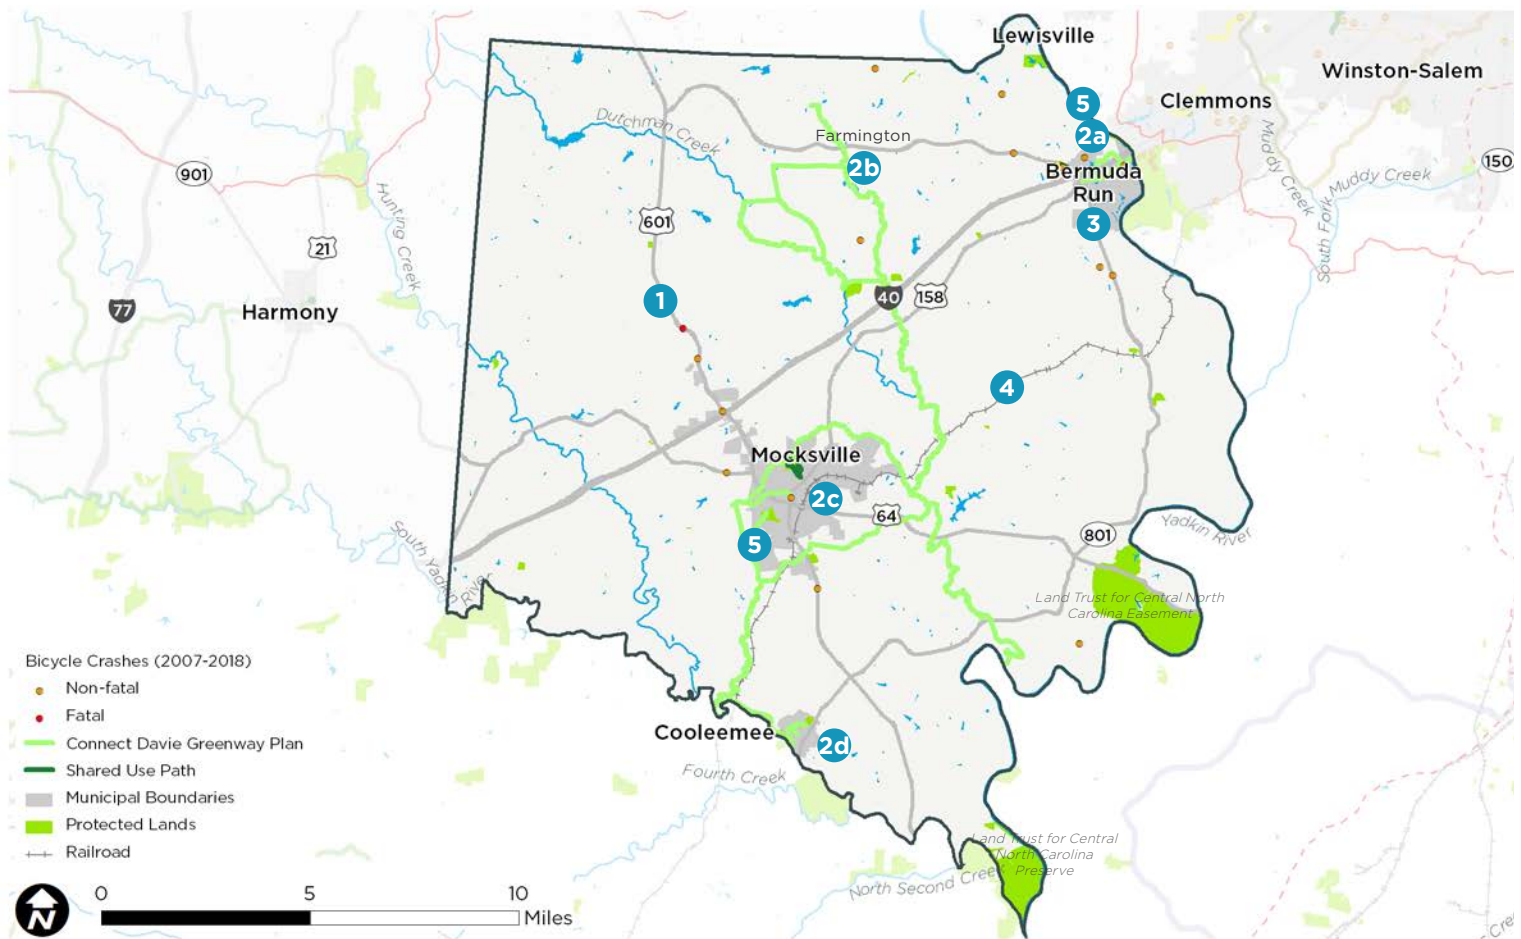 Lewisville
Winston-Salem
5
Clemmons
Dutchman Creek
2a
Farmington
Muddy Creek
150
901
2b
Bermuda
Run
South Fork Muddy Creek
Hunting Creek
601
3
21
1
40
158
77
Harmony
4
Mocksville
2c
64
5
801
Yadkin River
South Yadkin
River
Land Trust for Central North
Carolina Easement
Bicycle Crashes (2007-2018)
Non-fatal
Fatal
Connect Davie Greenway Plan
Shared Use Path
Municipal Boundaries
Protected Lands
Railroad
Cooleemee
2d
Fourth Creek
Land Trust for Central
North Carolina
Preserve
North Second Creek
N
0
5
10
Miles